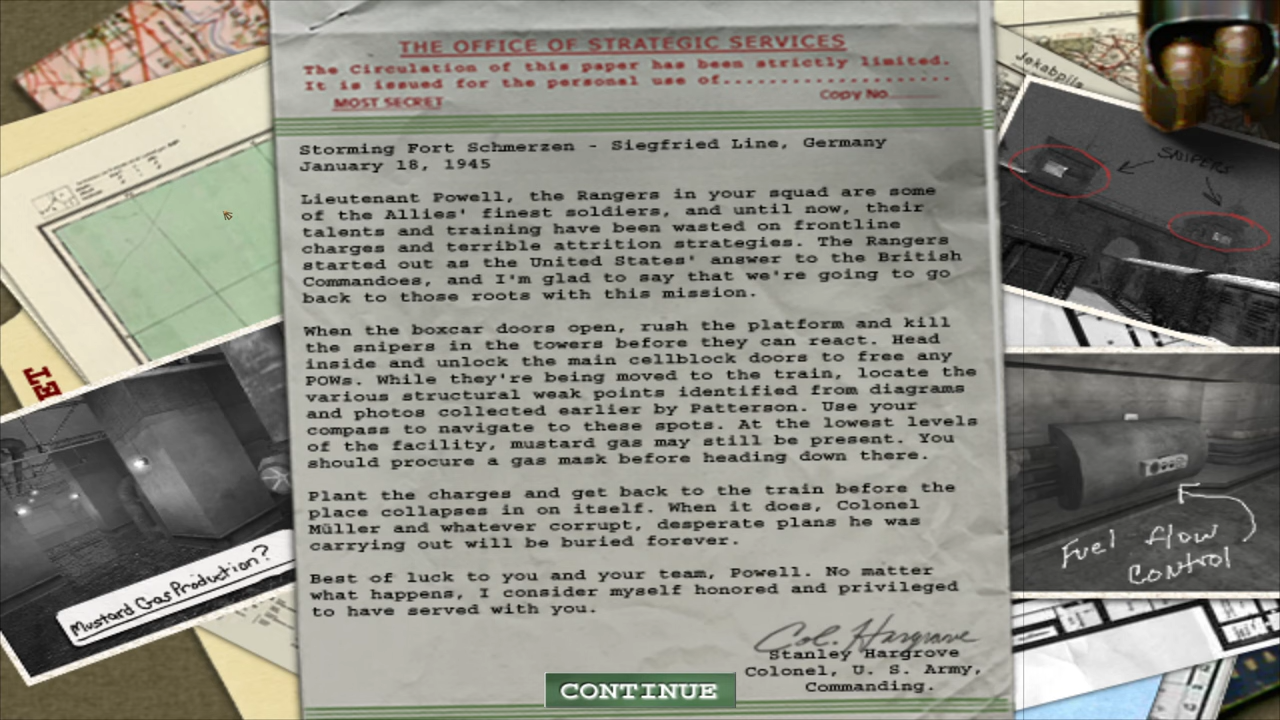 THE OFFICE OF STRATEGIC SERVICES
The Circulation of this paper has been strictly limited.
It is issued for the personal use of.....................
MOST SECRET
Copy No.......
Storming Fort Schmerzen - Siegfried Line, Germany
January 18, 1945
Lieutenant Powell, the Rangers in your squad are some
of the Allies' finest soldiers, and until now, their
talents and training have been wasted on frontline
charges and terrible attrition strategies. The Rangers
started out as the United States' answer to the British
Commandoes, and I'm glad to say that we're going to go
back to those roots with this mission.
When the boxcar doors open, rush the platform and kill
the snipers in the towers before they can react. Head
inside and unlock the main cellblock doors to free any
POWs. While they're being moved to the train, locate the
various structural weak points identified from diagrams
and photos collected earlier by Patterson. Use your
compass to navigate to these spots. At the lowest levels
of the facility, mustard gas may still be present. You
should procure a gas mask before heading down there.
Plant the charges and get back to the train before the
place collapses in on itself. When it does, Colonel
Müller and whatever corrupt, desperate plans he was
carrying out will be buried forever.
Best of luck to you and your team, Powell. No matter
what happens, I consider myself honored and privileged
to have served with you.
Col. Hargrove
Stanley Hargrove
Colonel, U. S. Army,
Commanding.
CONTINUE
ET
Mustard Gas Production?
Jekabpils
SNIPERS
Fuel flow
control